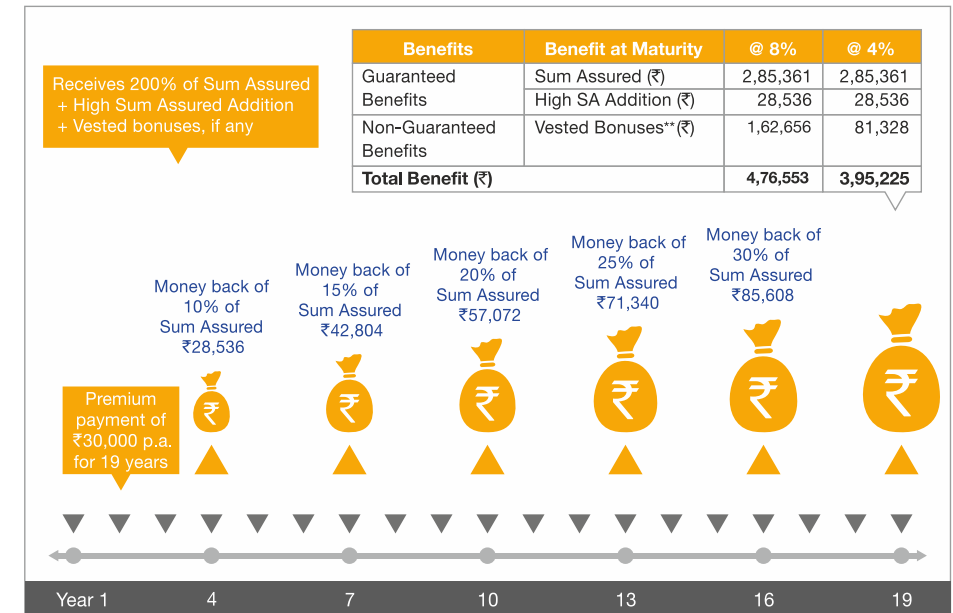 Receives 200% of Sum Assured
+ High Sum Assured Addition
+ Vested bonuses, if any
Benefits Benefit at Maturity @ 8% @ 4%
Guaranteed Benefits Sum Assured (₹) 2,85,361 2,85,361
High SA Addition (₹) 28,536 28,536
Non-Guaranteed Benefits Vested Bonuses**(₹) 1,62,656 81,328
Total Benefit (₹) 4,76,553 3,95,225
Money back of
10% of
Sum Assured
₹28,536
Money back of
15% of
Sum Assured
₹42,804
Money back of
20% of
Sum Assured
₹57,072
Money back of
25% of
Sum Assured
₹71,340
Money back of
30% of
Sum Assured
₹85,608
Premium
payment of
₹30,000 p.a.
for 19 years
₹ ₹ ₹ ₹ ₹ ₹
Year 1 4 7 10 13 16 19